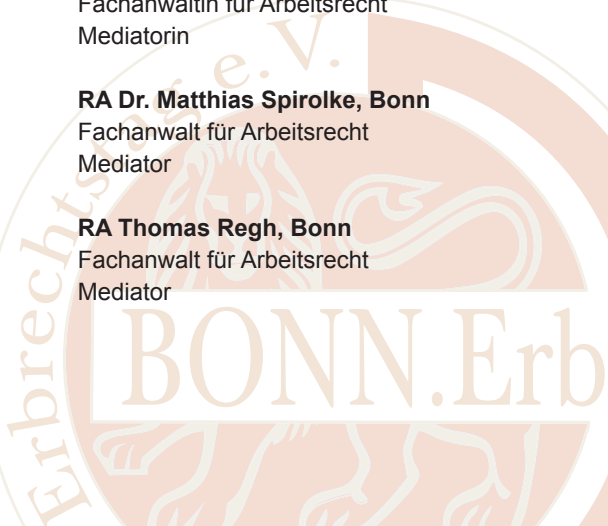 Fachanwältin für Arbeitsrecht
Mediatorin
RA Dr. Matthias Spirolke, Bonn
Fachanwalt für Arbeitsrecht
Mediator
RA Thomas Regh, Bonn
Fachanwalt für Arbeitsrecht
Mediator
Erbrechtstag e.V.
BONN.Erb